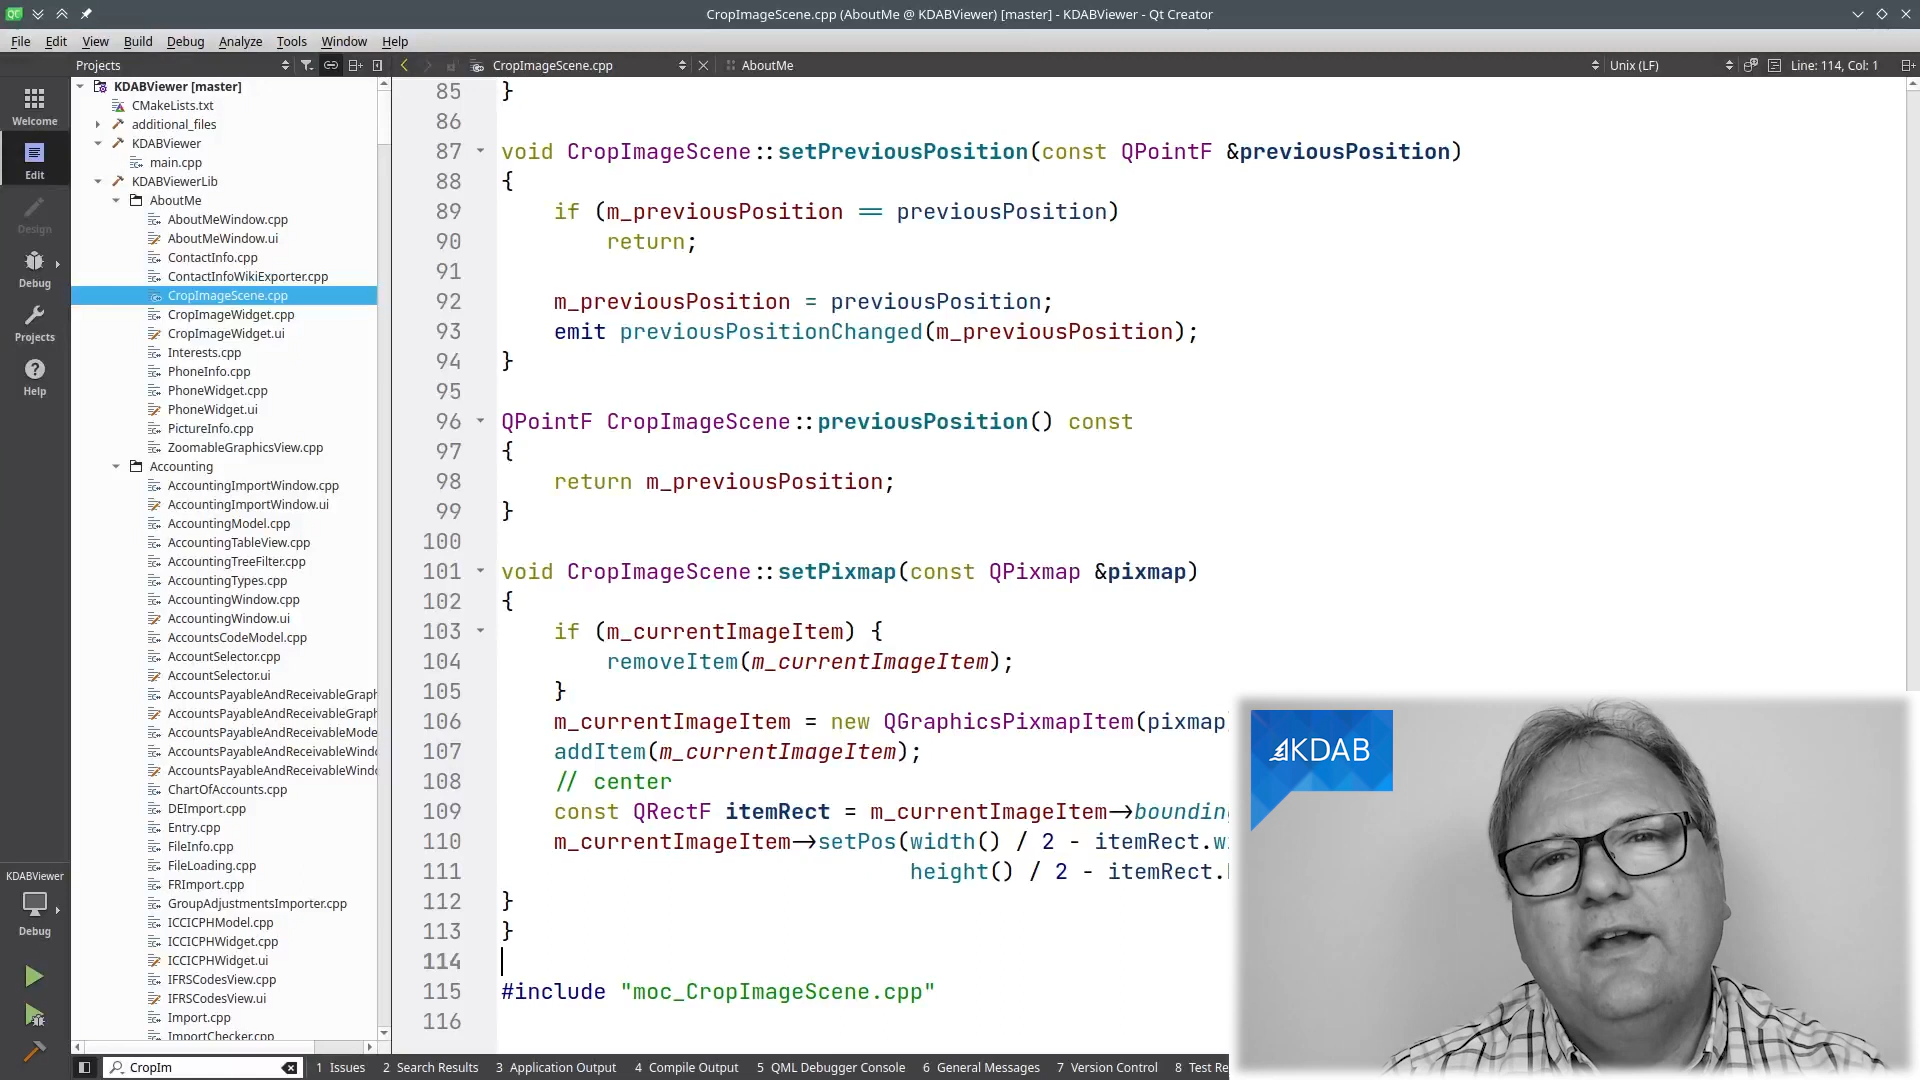 CropImageScene.cpp (AboutMe @ KDABViewer) [master] - KDABViewer - Qt Creator
File Edit View Build Debug Analyze Tools Window Help
Projects CropImageScene.cpp AboutMe Unix (LF) Line: 114, Col: 1
Welcome
Edit
Design
Debug
Projects
Help
KDABViewer
Debug
KDABViewer [master]
CMakeLists.txt
additional_files
KDABViewer
main.cpp
KDABViewerLib
AboutMe
AboutMeWindow.cpp
AboutMeWindow.ui
ContactInfo.cpp
ContactInfoWikiExporter.cpp
CropImageScene.cpp
CropImageWidget.cpp
CropImageWidget.ui
Interests.cpp
PhoneInfo.cpp
PhoneWidget.cpp
PhoneWidget.ui
PictureInfo.cpp
ZoomableGraphicsView.cpp
Accounting
AccountingImportWindow.cpp
AccountingImportWindow.ui
AccountingModel.cpp
AccountingTableView.cpp
AccountingTreeFilter.cpp
AccountingTypes.cpp
AccountingWindow.cpp
AccountingWindow.ui
AccountsCodeModel.cpp
AccountSelector.cpp
AccountSelector.ui
AccountsPayableAndReceivableGraph
AccountsPayableAndReceivableGraph
AccountsPayableAndReceivableMode
AccountsPayableAndReceivableWindo
AccountsPayableAndReceivableWindo
ChartOfAccounts.cpp
DEImport.cpp
Entry.cpp
FileInfo.cpp
FileLoading.cpp
FRImport.cpp
GroupAdjustmentsImporter.cpp
ICCICPHModel.cpp
ICCICPHWidget.cpp
ICCICPHWidget.ui
IFRSCodesView.cpp
IFRSCodesView.ui
Import.cpp
ImportChecker.cpp
85 }
86
87 void CropImageScene::setPreviousPosition(const QPointF &previousPosition)
88 {
89 if (m_previousPosition == previousPosition)
90 return;
91
92 m_previousPosition = previousPosition;
93 emit previousPositionChanged(m_previousPosition);
94 }
95
96 QPointF CropImageScene::previousPosition() const
97 {
98 return m_previousPosition;
99 }
100
101 void CropImageScene::setPixmap(const QPixmap &pixmap)
102 {
103 if (m_currentImageItem) {
104 removeItem(m_currentImageItem);
105 }
106 m_currentImageItem = new QGraphicsPixmapItem(pixmap
107 addItem(m_currentImageItem);
108 // center
109 const QRectF itemRect = m_currentImageItem->bounding
110 m_currentImageItem->setPos(width() / 2 - itemRect.w
111 height() / 2 - itemRect.
112 }
113 }
114
115 #include "moc_CropImageScene.cpp"
116
KDAB
CropIm 1 Issues 2 Search Results 3 Application Output 4 Compile Output 5 QML Debugger Console 6 General Messages 7 Version Control 8 Test Re